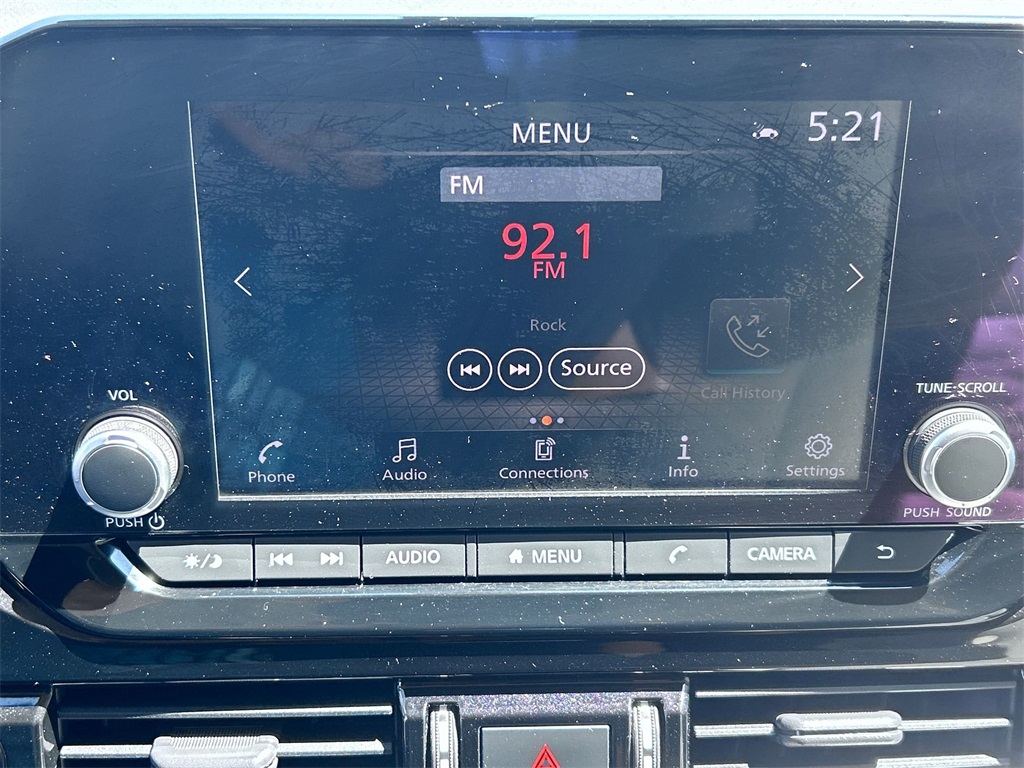 MENU
5:21
FM
92.1
FM
Rock
Source
Call History
Phone
Audio
Connections
Info
Settings
VOL
PUSH
TUNE·SCROLL
PUSH SOUND
AUDIO
MENU
CAMERA